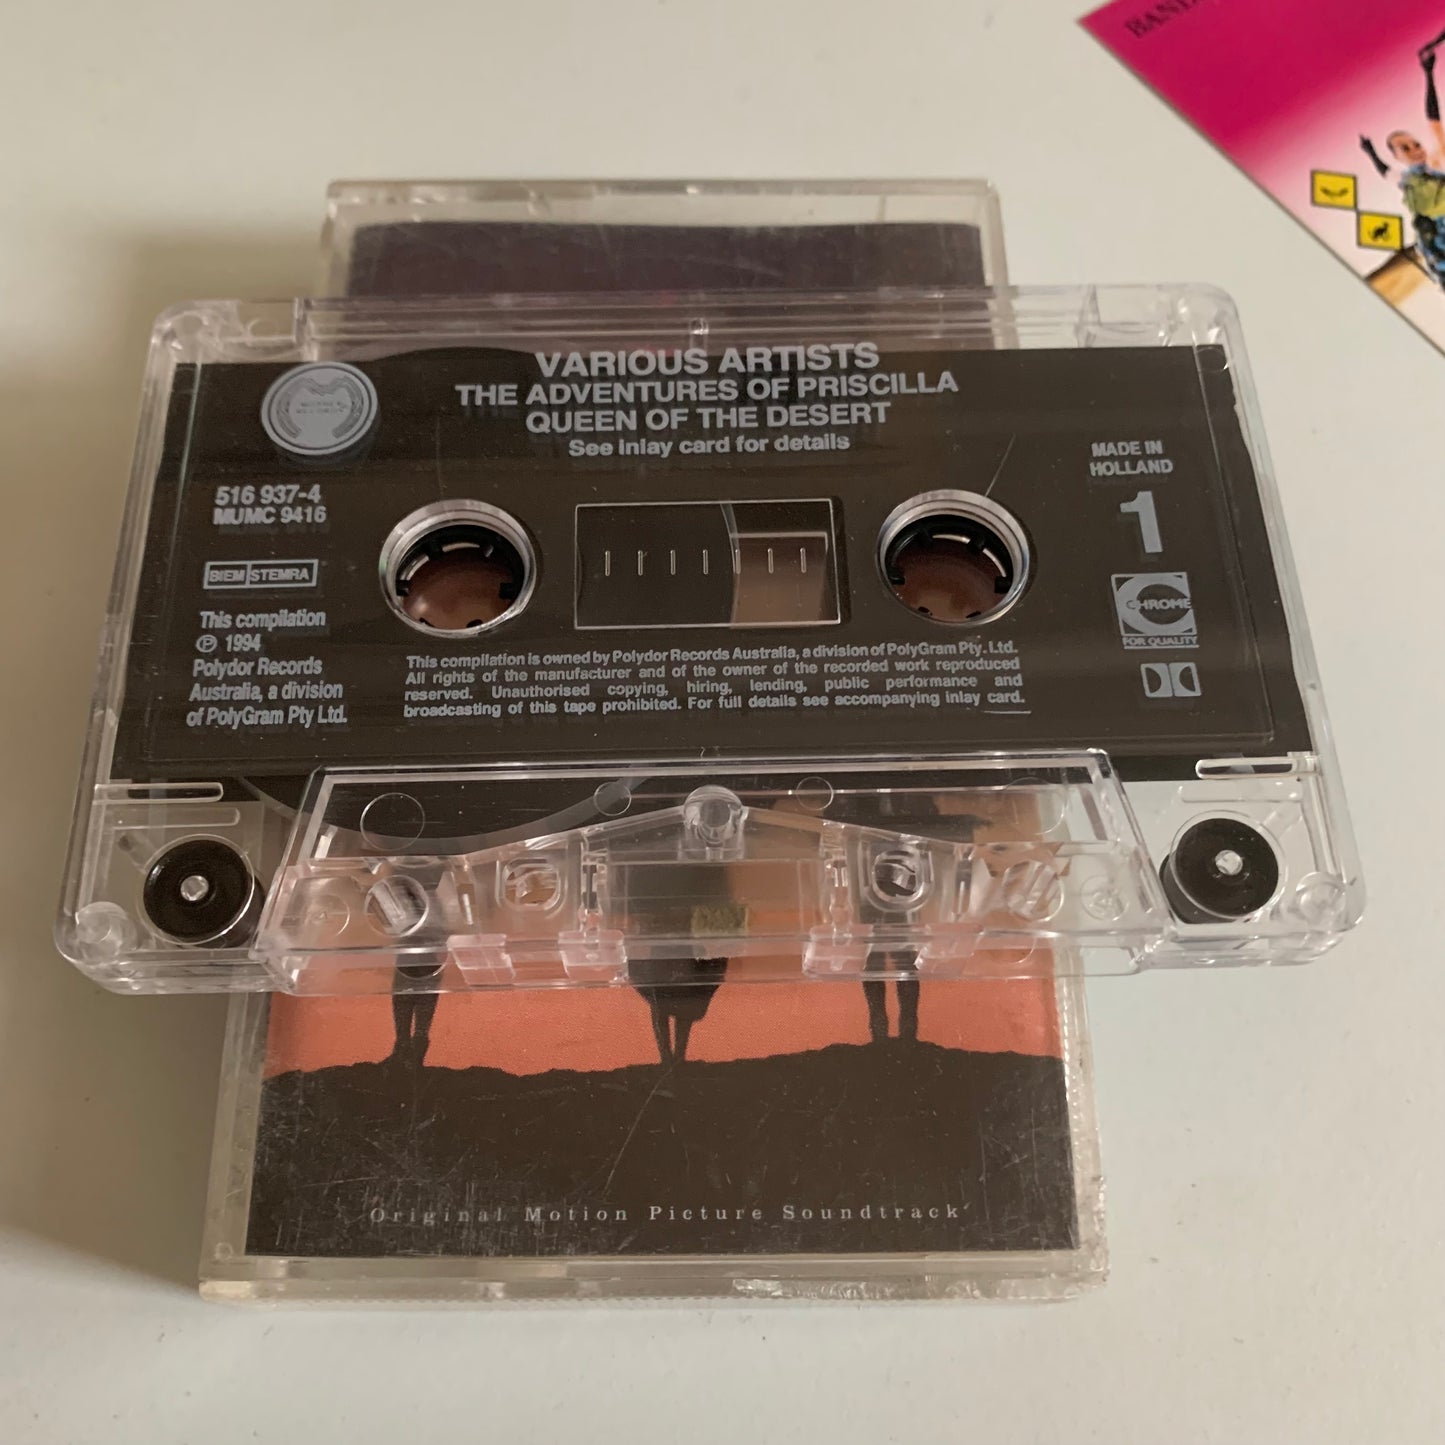 VARIOUS ARTISTS
THE ADVENTURES OF PRISCILLA
QUEEN OF THE DESERT
See inlay card for details
MOTHER
RECORDS
516 937-4
MUMC 9416
BIEM STEMRA
This compilation
℗ 1994
Polydor Records
Australia, a division
of PolyGram Pty Ltd.
MADE IN
HOLLAND
1
CHROME
FOR QUALITY
This compilation is owned by Polydor Records Australia, a division of PolyGram Pty. Ltd.
All rights of the manufacturer and of the owner of the recorded work reproduced
reserved. Unauthorised copying, hiring, lending, public performance and
broadcasting of this tape prohibited. For full details see accompanying inlay card.
Original Motion Picture Soundtrack